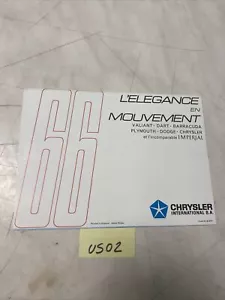 66
L'ELEGANCE
EN
MOUVEMENT
VALIANT - DART - BARRACUDA
PLYMOUTH - DODGE - CHRYSLER
et l'incomparable IMPERIAL
CHRYSLER
INTERNATIONAL S.A.
US02